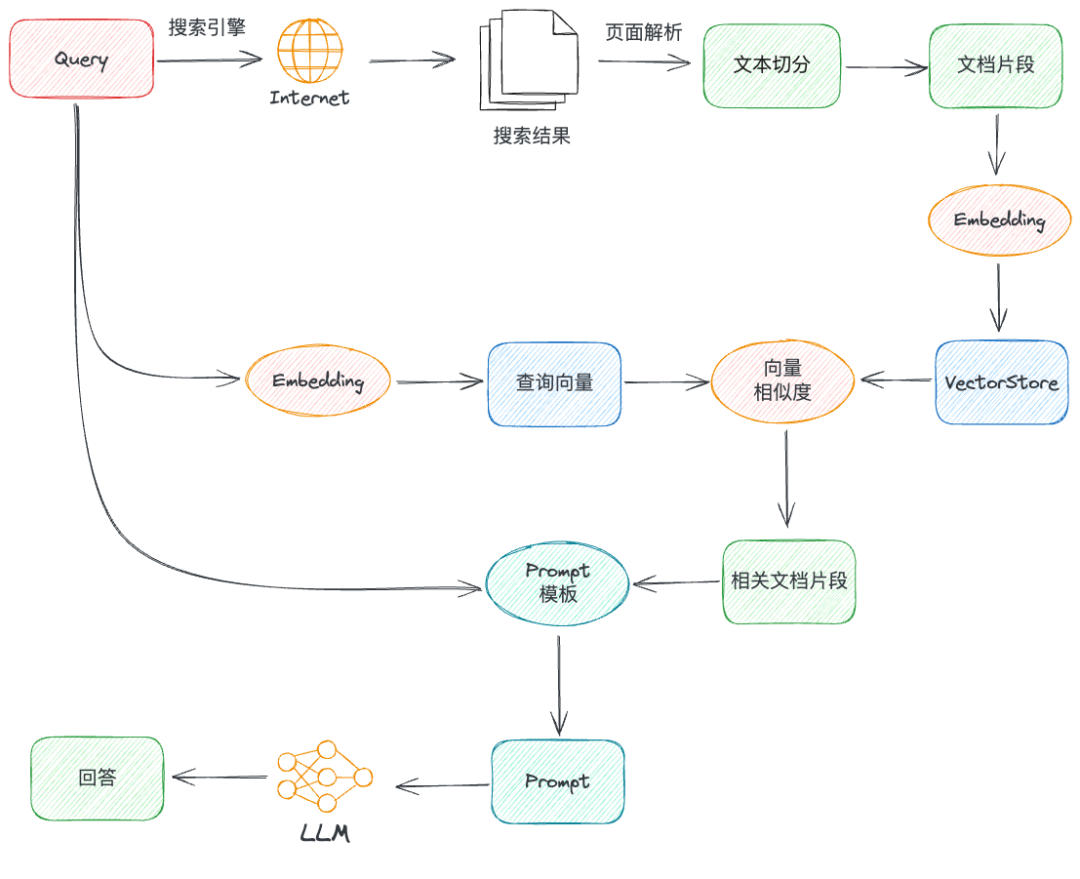 Query
搜索引擎
Internet
搜索结果
页面解析
文本切分
文档片段
Embedding
Embedding
查询向量
向量
相似度
VectorStore
Prompt
模板
相关文档片段
回答
LLM
Prompt